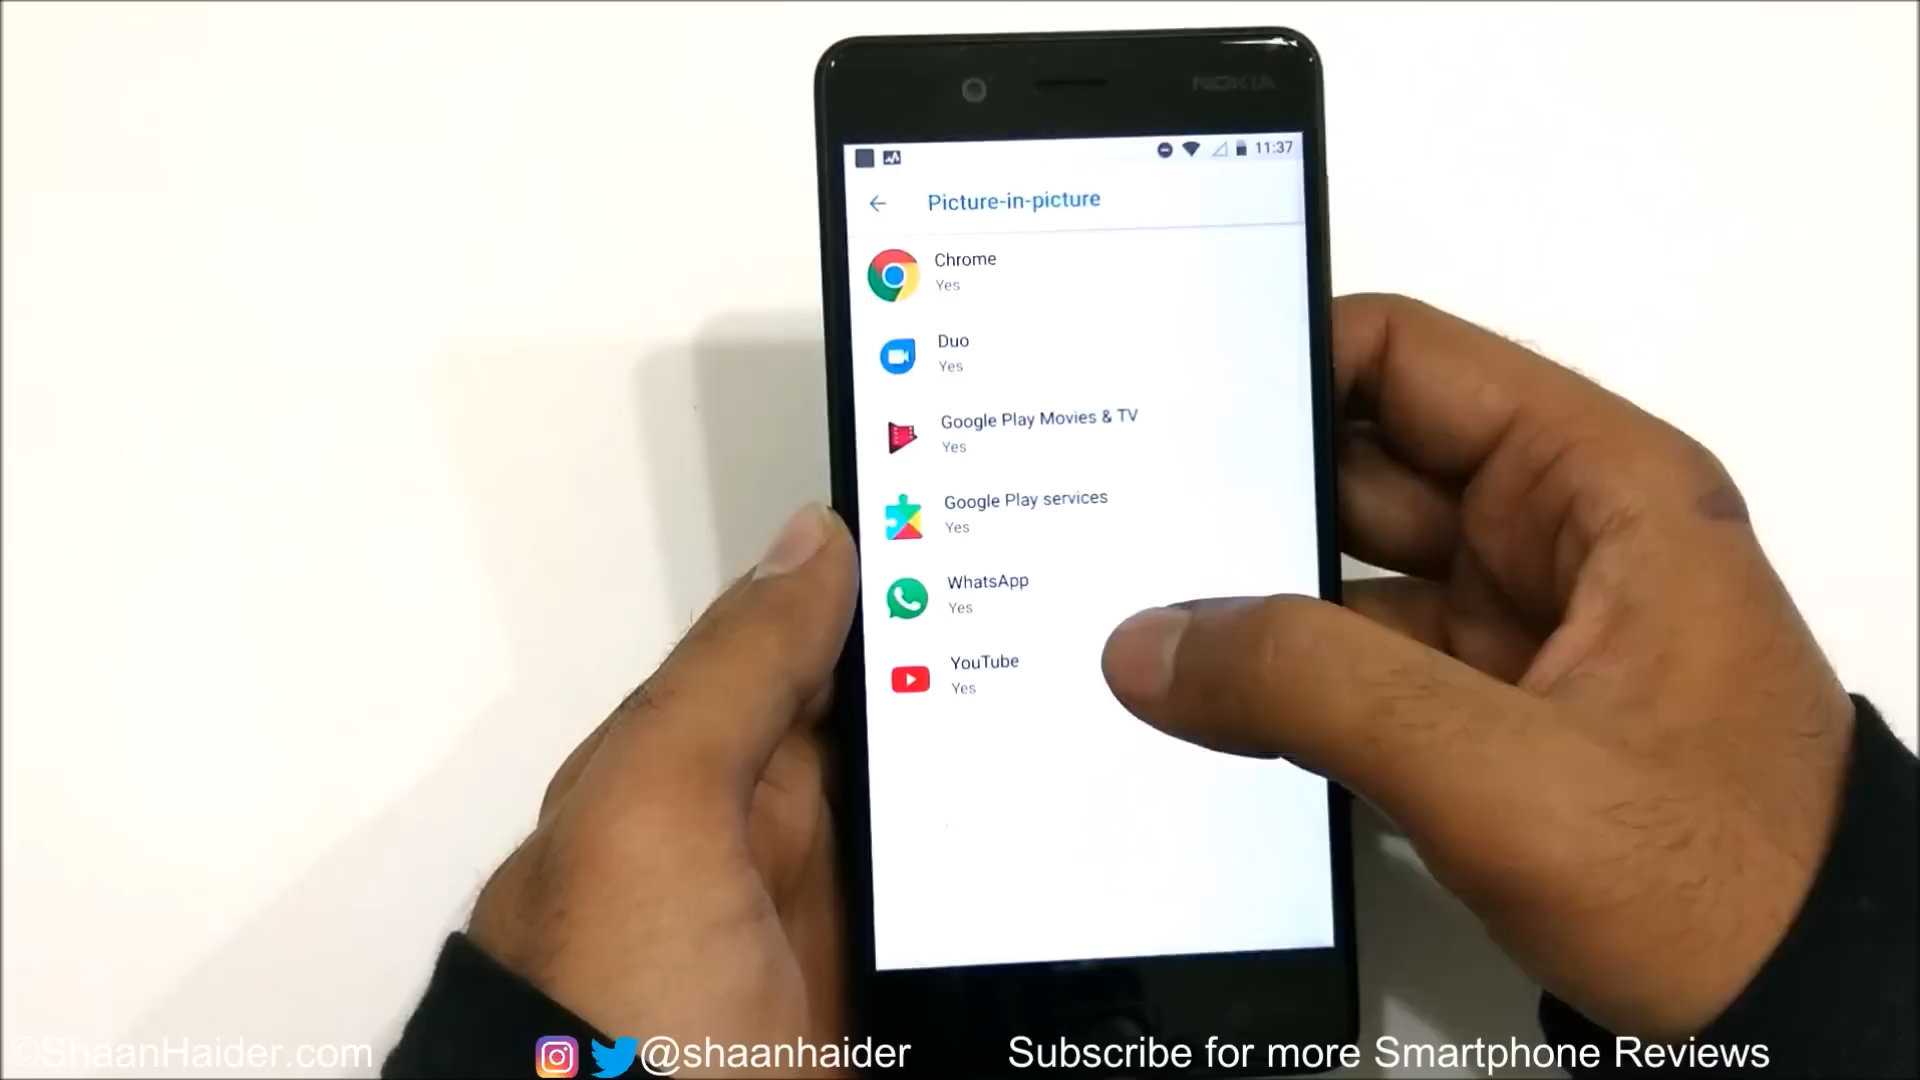 NOKIA
11:37
Picture-in-picture
Chrome
Yes
Duo
Yes
Google Play Movies & TV
Yes
Google Play services
Yes
WhatsApp
Yes
YouTube
Yes
©ShaanHaider.com
@shaanhaider
Subscribe for more Smartphone Reviews